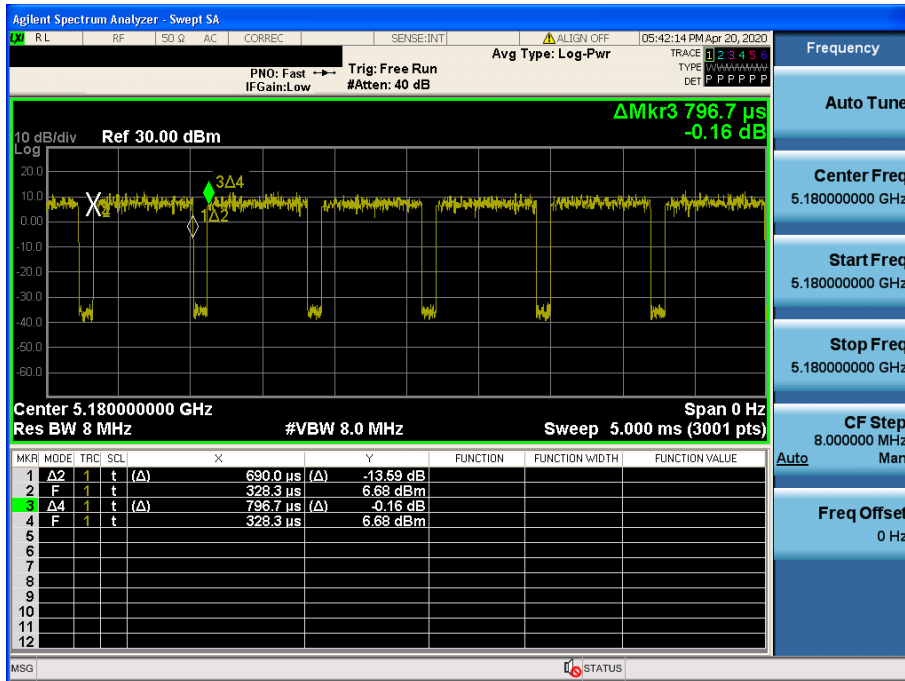 Agilent Spectrum Analyzer - Swept SA
LXI RL RF 50 Ω AC CORREC SENSE:INT ALIGN OFF 05:42:14 PM Apr 20, 2020
PNO: Fast
IFGain:Low
Trig: Free Run
#Atten: 40 dB
Avg Type: Log-Pwr
TRACE 1 2 3 4 5 6
TYPE
DET P P P P P P
Frequency
ΔMkr3 796.7 µs
-0.16 dB
10 dB/div Ref 30.00 dBm
Log
20.0
10.0
0.00
-10.0
-20.0
-30.0
-40.0
-50.0
-60.0
3Δ4
1Δ2
Center 5.180000000 GHz Span 0 Hz
Res BW 8 MHz #VBW 8.0 MHz Sweep 5.000 ms (3001 pts)
MKR MODE TRC SCL X Y FUNCTION FUNCTION WIDTH FUNCTION VALUE
1 Δ2 1 t (Δ) 690.0 µs (Δ) -13.59 dB
2 F 1 t 328.3 µs 6.68 dBm
3 Δ4 1 t (Δ) 796.7 µs (Δ) -0.16 dB
4 F 1 t 328.3 µs 6.68 dBm
5
6
7
8
9
10
11
12
Auto Tune
Center Freq
5.180000000 GHz
Start Freq
5.180000000 GHz
Stop Freq
5.180000000 GHz
CF Step
8.000000 MHz
Auto Man
Freq Offset
0 Hz
MSG STATUS